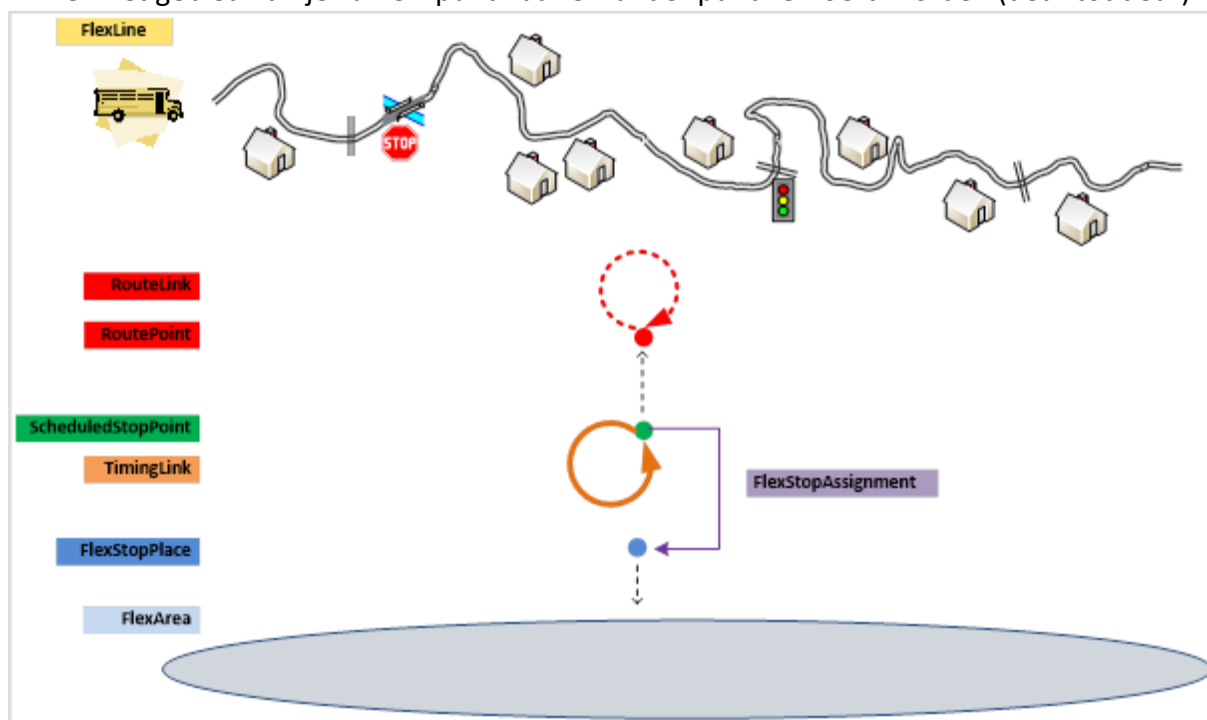 FlexLine
STOP
RouteLink
RoutePoint
ScheduledStopPoint
TimingLink
FlexStopAssignment
FlexStopPlace
FlexArea